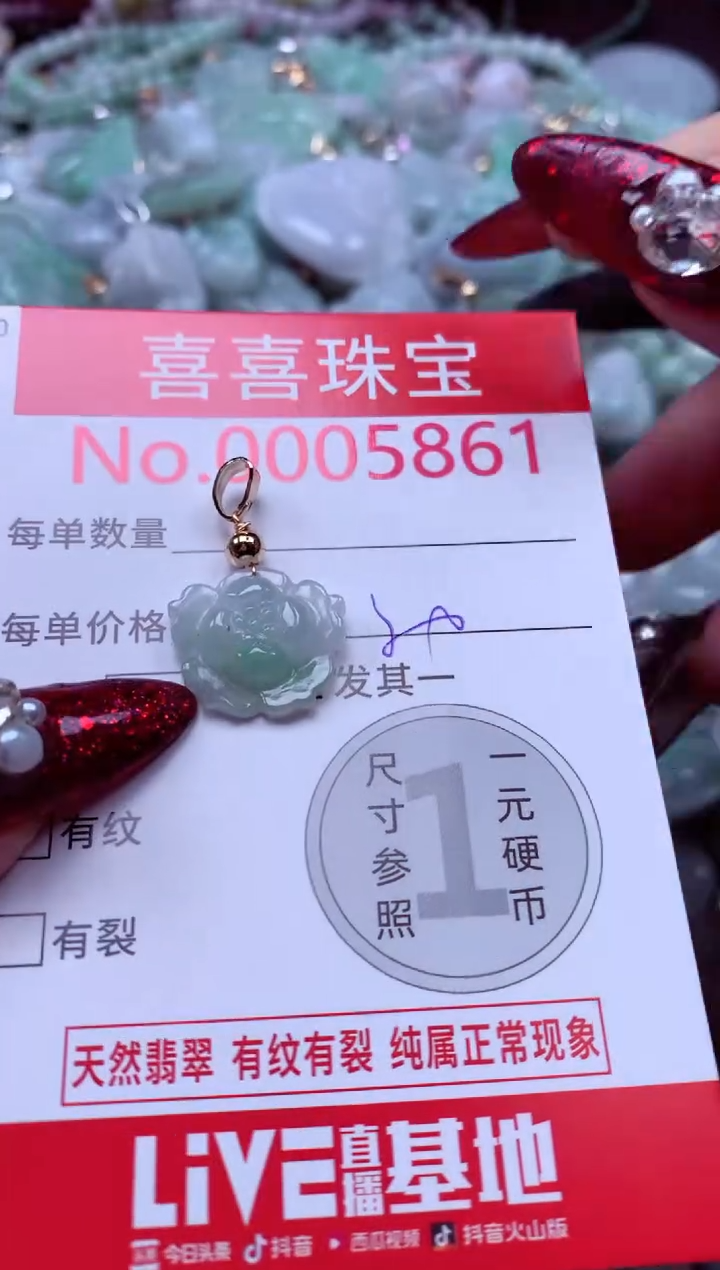 喜喜珠宝
No.0005861
每单数量
每单价格
发其一
有纹
有裂
尺寸参照
1
一元硬币
天然翡翠 有纹有裂 纯属正常现象
LIVE直播基地
今日头条 抖音 西瓜视频 抖音火山版